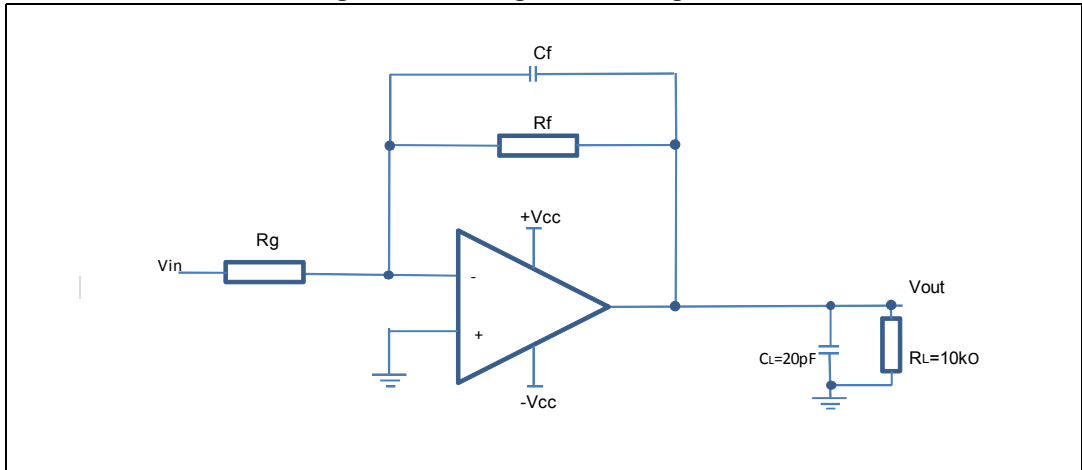 Cf
Rf
+Vcc
Rg
Vin
-
+
Vout
CL=20pF
RL=10kO
-Vcc